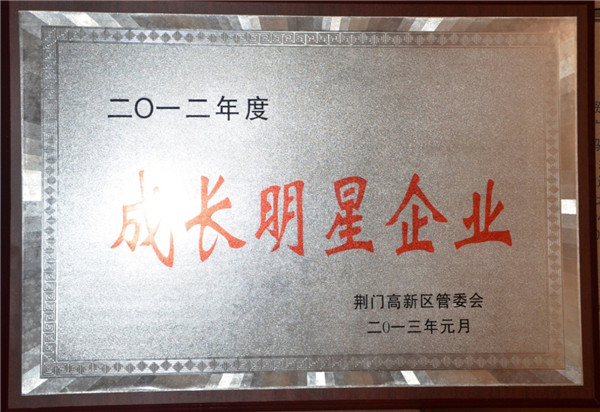 二〇一二年度
成长明星企业
荆门高新区管委会
二〇一三年元月